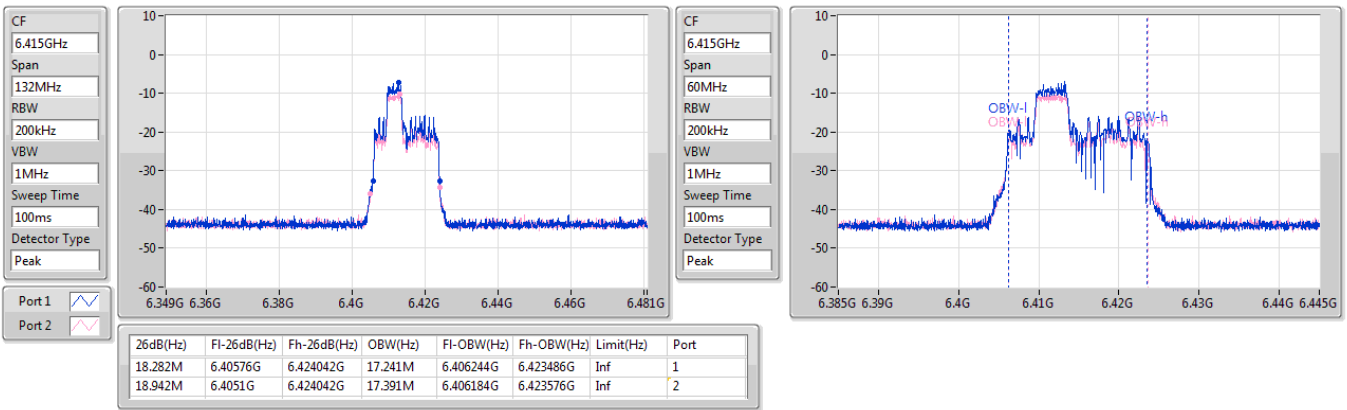 CF
6.415GHz
Span
132MHz
RBW
200kHz
VBW
1MHz
Sweep Time
100ms
Detector Type
Peak
Port 1
Port 2
10
0
-10
-20
-30
-40
-50
-60
6.349G 6.36G 6.38G 6.4G 6.42G 6.44G 6.46G 6.481G
CF
6.415GHz
Span
60MHz
RBW
200kHz
VBW
1MHz
Sweep Time
100ms
Detector Type
Peak
10
0
-10
-20
-30
-40
-50
-60
OBW-l
OBW-h
6.385G 6.39G 6.4G 6.41G 6.42G 6.43G 6.44G 6.445G
26dB(Hz) Fl-26dB(Hz) Fh-26dB(Hz) OBW(Hz) Fl-OBW(Hz) Fh-OBW(Hz) Limit(Hz) Port
18.282M 6.40576G 6.424042G 17.241M 6.406244G 6.423486G Inf 1
18.942M 6.4051G 6.424042G 17.391M 6.406184G 6.423576G Inf 2